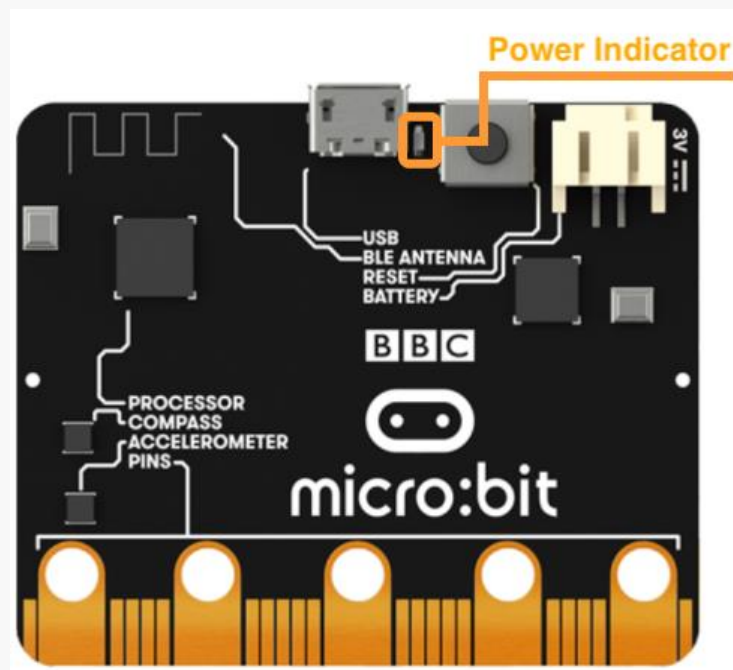 Power Indicator
3V
USB
BLE ANTENNA
RESET
BATTERY
BBC
PROCESSOR
COMPASS
ACCELEROMETER
PINS
micro:bit